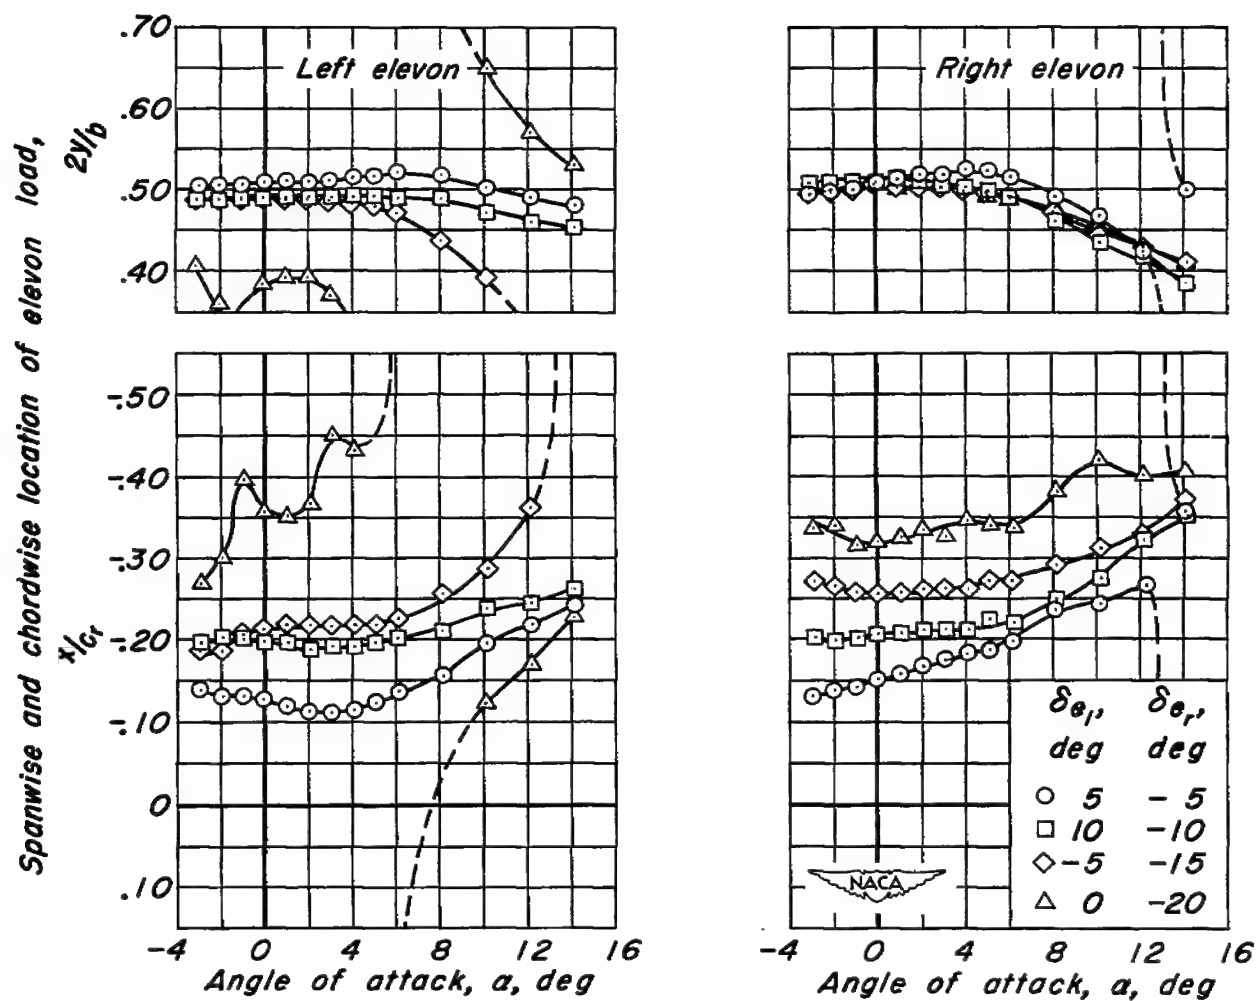 Spanwise and chordwise location of elevon load,
2y/b
.70
.60
.50
.40
Left elevon
Right elevon
x/cr
-.50
-.40
-.30
-.20
-.10
0
.10
-4 0 4 8 12 16
Angle of attack, α, deg
δel, δer,
deg deg
5 -5
10 -10
-5 -15
0 -20
NACA
-4 0 4 8 12 16
Angle of attack, α, deg